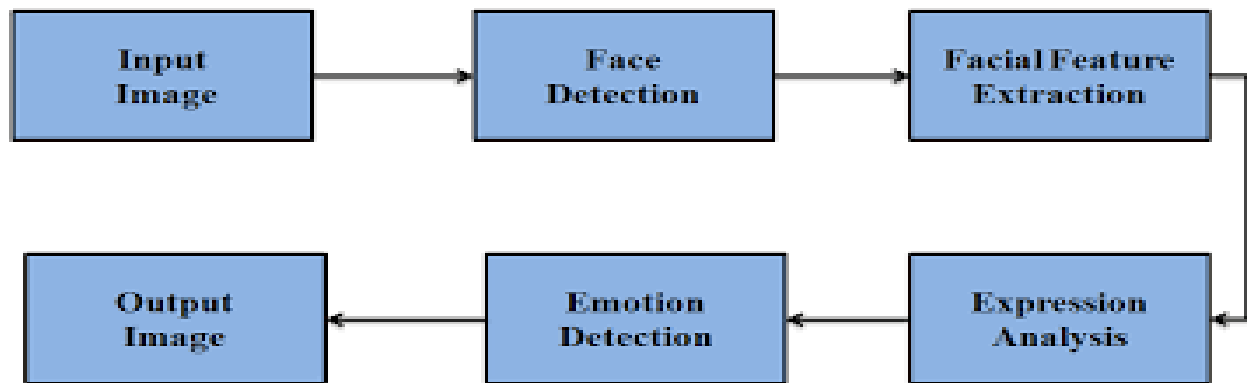 Input
Image
Face
Detection
Facial Feature
Extraction
Expression
Analysis
Emotion
Detection
Output
Image